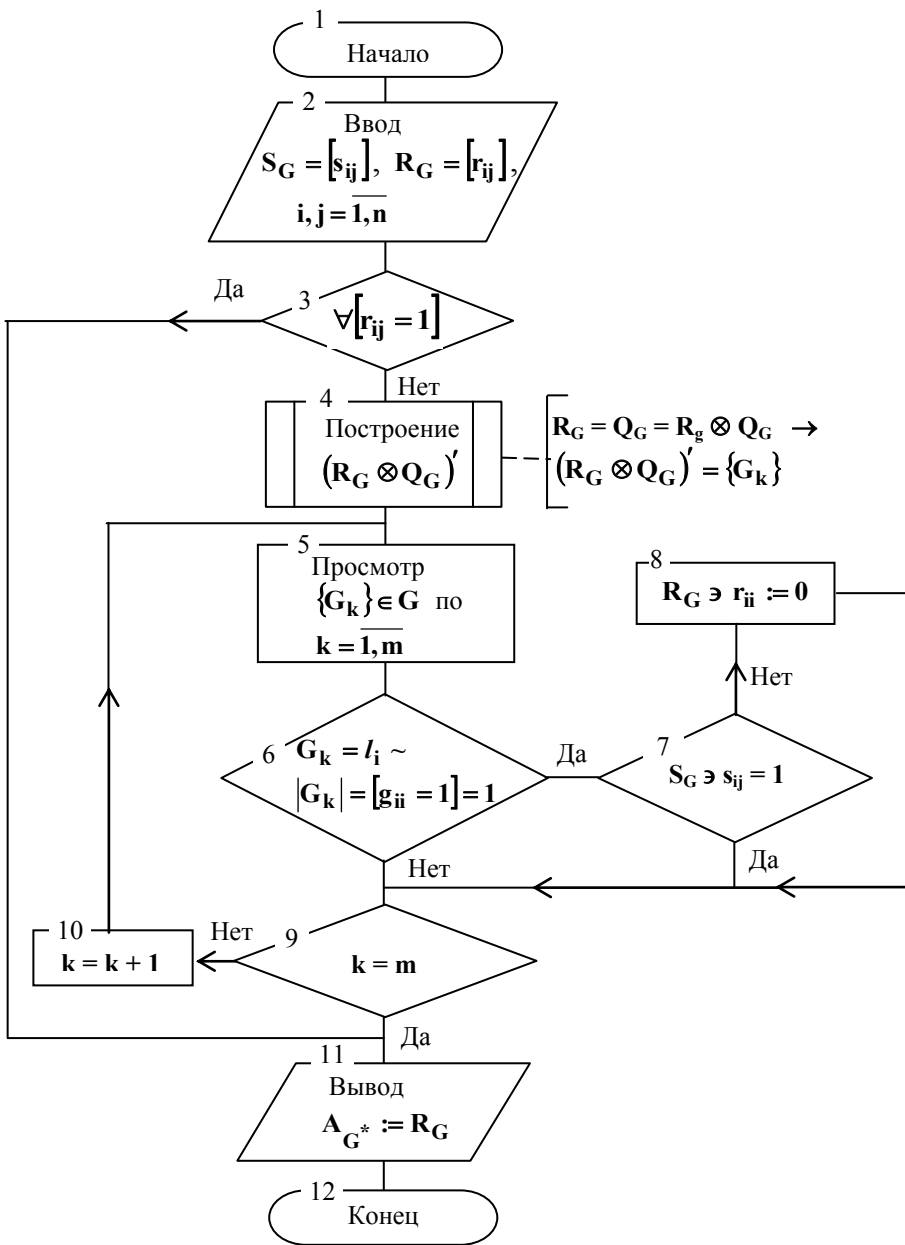 1
Начало
2
Ввод
S_G = [s_ij], R_G = [r_ij],
i, j = \overline{1, n}
Да
3
∀[r_ij = 1]
Нет
4
Построение
(R_G ⊗ Q_G)′
R_G = Q_G = R_g ⊗ Q_G →
(R_G ⊗ Q_G)′ = {G_k}
5
Просмотр
{G_k} ∈ G по
k = \overline{1, m}
8
R_G ∋ r_ii := 0
Нет
6
G_k = l_i ~
|G_k| = [g_ii = 1] = 1
Да
7
S_G ∋ s_ij = 1
Нет
Да
10
k = k + 1
Нет
9
k = m
Да
11
Вывод
A_G* := R_G
12
Конец